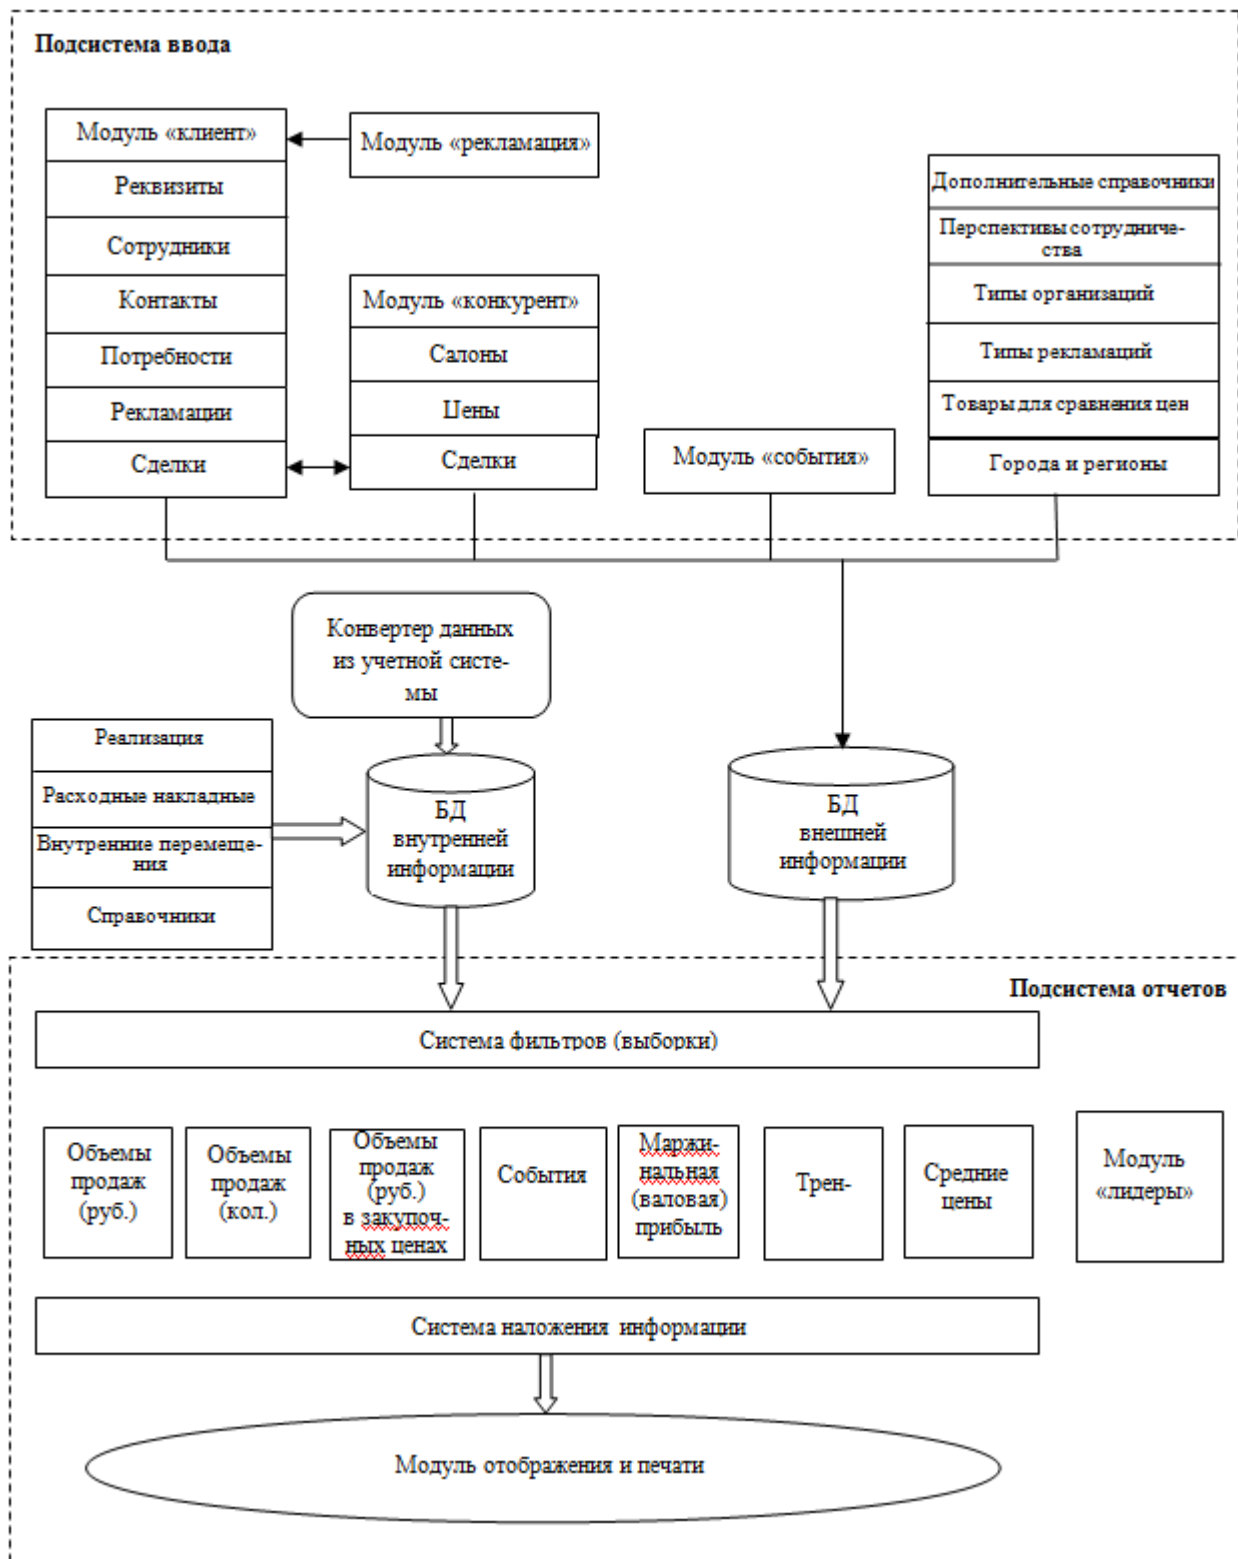 Подсистема ввода
Модуль «клиент»
Реквизиты
Сотрудники
Контакты
Потребности
Рекламации
Сделки
Модуль «рекламация»
Модуль «конкурент»
Салоны
Цены
Сделки
Модуль «события»
Дополнительные справочники
Перспективы сотрудниче-
ства
Типы организаций
Типы рекламаций
Товары для сравнения цен
Города и регионы
Конвертер данных
из учетной систе-
мы
Реализация
Расходные накладные
Внутренние перемеще-
ния
Справочники
БД
внутренней
информации
БД
внешней
информации
Подсистема отчетов
Система фильтров (выборки)
Объемы
продаж
(руб.)
Объемы
продаж
(кол.)
Объемы
продаж
(руб.)
в закупоч-
ных ценах
События
Маржи-
нальная
(валовая)
прибыль
Трен-
Средние
цены
Модуль
«лидеры»
Система наложения информации
Модуль отображения и печати